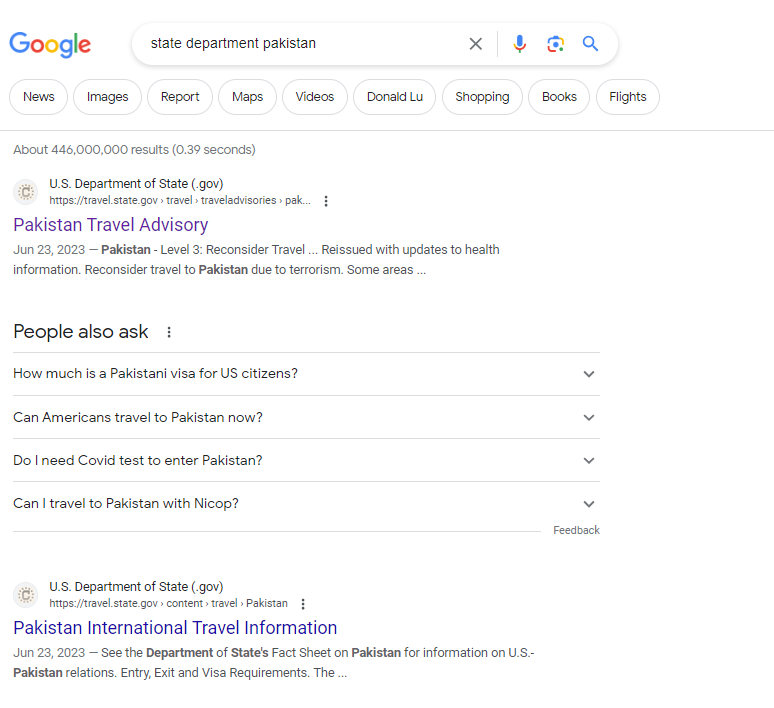 Google
state department pakistan
News
Images
Report
Maps
Videos
Donald Lu
Shopping
Books
Flights
About 446,000,000 results (0.39 seconds)
U.S. Department of State (.gov)
https://travel.state.gov › travel › traveladvisories › pak...
Pakistan Travel Advisory
Jun 23, 2023 — Pakistan - Level 3: Reconsider Travel ... Reissued with updates to health
information. Reconsider travel to Pakistan due to terrorism. Some areas ...
People also ask
How much is a Pakistani visa for US citizens?
Can Americans travel to Pakistan now?
Do I need Covid test to enter Pakistan?
Can I travel to Pakistan with Nicop?
Feedback
U.S. Department of State (.gov)
https://travel.state.gov › content › travel › Pakistan
Pakistan International Travel Information
Jun 23, 2023 — See the Department of State's Fact Sheet on Pakistan for information on U.S.-
Pakistan relations. Entry, Exit and Visa Requirements. The ...